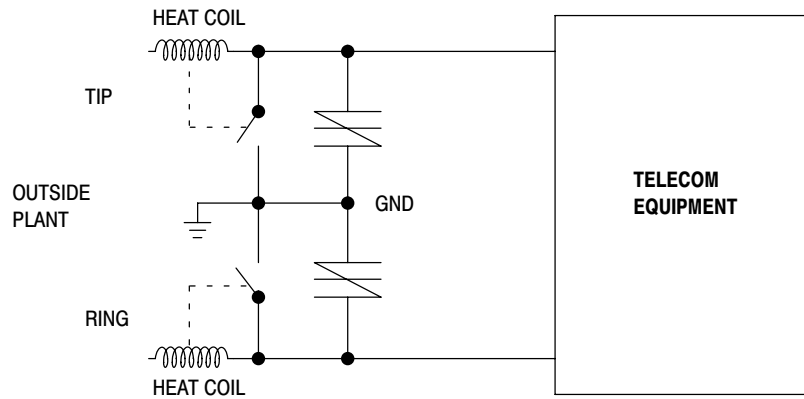 HEAT COIL
TIP
OUTSIDE
PLANT
GND
TELECOM
EQUIPMENT
RING
HEAT COIL